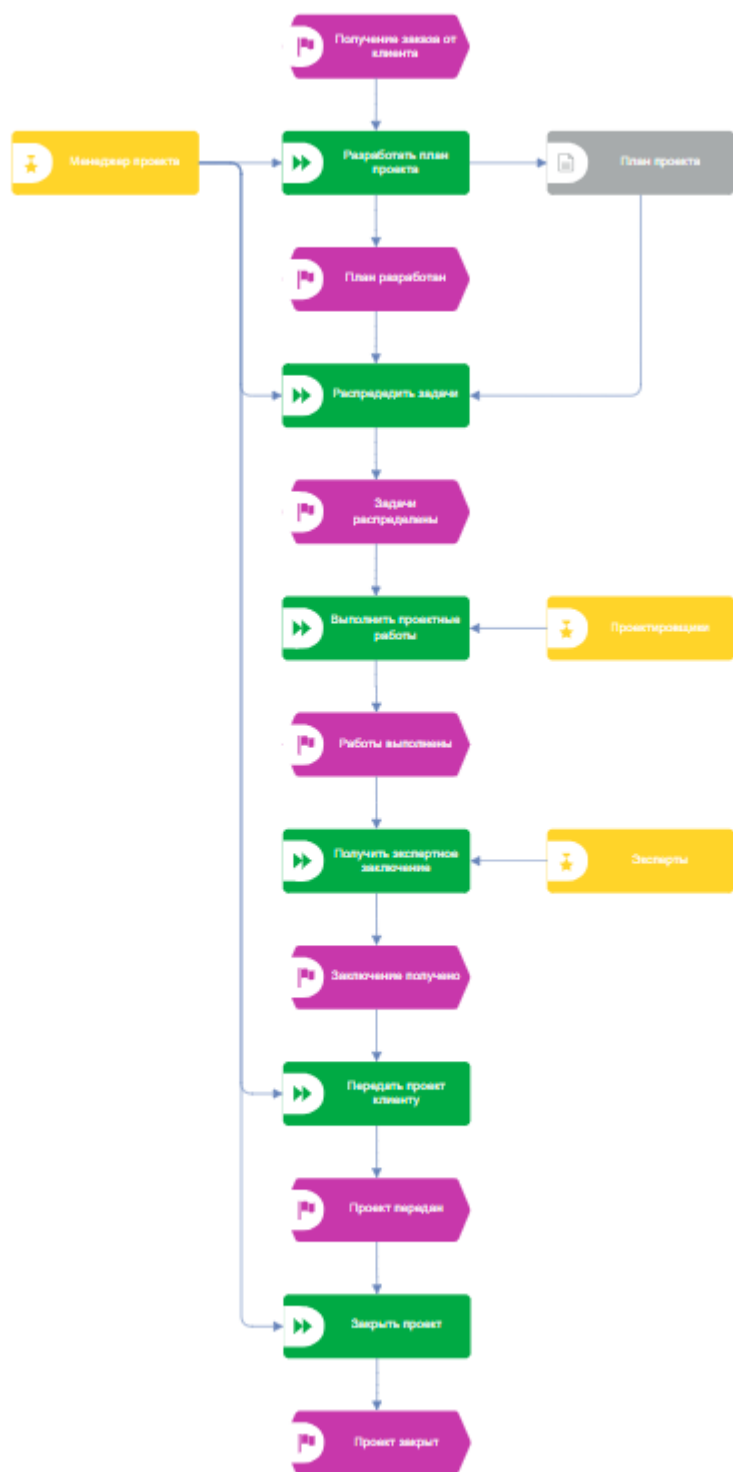 Получение заказа от
клиента
Менеджер проекта
Разработать план
проекта
План проекта
План разработан
Распредедить задачи
Задачи
распределены
Выполнить проектные
работы
Проектировщики
Работы выполнены
Получить экспертное
заключение
Эксперты
Заключение получено
Передать проект
клиенту
Проект передан
Закрыть проект
Проект закрыт